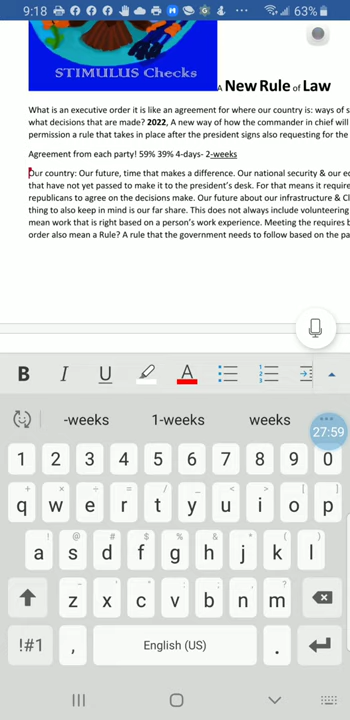 9:18 63%
STIMULUS Checks
A New Rule of Law
What is an executive order it is like an agreement for where our country is: ways of s
what decisions that are made? 2022, A new way of how the commander in chief will
permission a rule that takes place after the president signs also requesting for the
Agreement from each party! 59% 39% 4-days- 2-weeks
Our country: Our future, time that makes a difference. Our national security & our ec
that have not yet passed to make it to the president's desk. For that means it require
republicans to agree on the decisions make. Our future about our infrastructure & Cl
thing to also keep in mind is our far share. This does not always include volunteering
mean work that is right based on a person's work experience. Meeting the requires b
order also mean a Rule? A rule that the government needs to follow based on the pa
B I U A
-weeks 1-weeks weeks
27:59
1 2 3 4 5 6 7 8 9 0
q w e r t y u i o p
a s d f g h j k l
z x c v b n m
!#1 , English (US) .